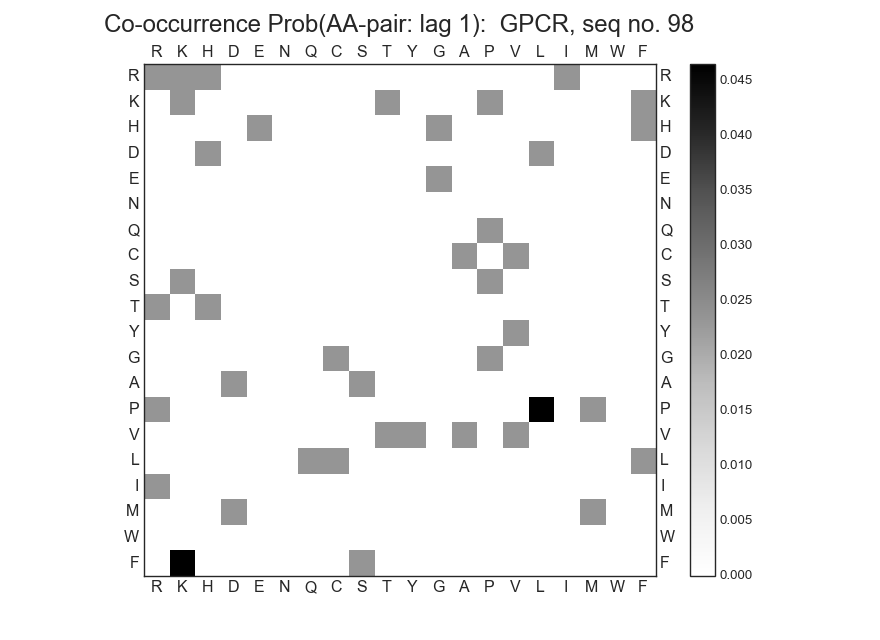 Co-occurrence Prob(AA-pair: lag 1):  GPCR, seq no. 98
R K H D E N Q C S T Y G A P V L I M W F
R R 0.045
K K
H H 0.040
D D
E E 0.035
N N
Q Q 0.030
C C
S S 0.025
T T
Y Y 0.020
G G
A A 0.015
P P
V V 0.010
L L
I I 0.005
M M
W W
F F 0.000
R K H D E N Q C S T Y G A P V L I M W F